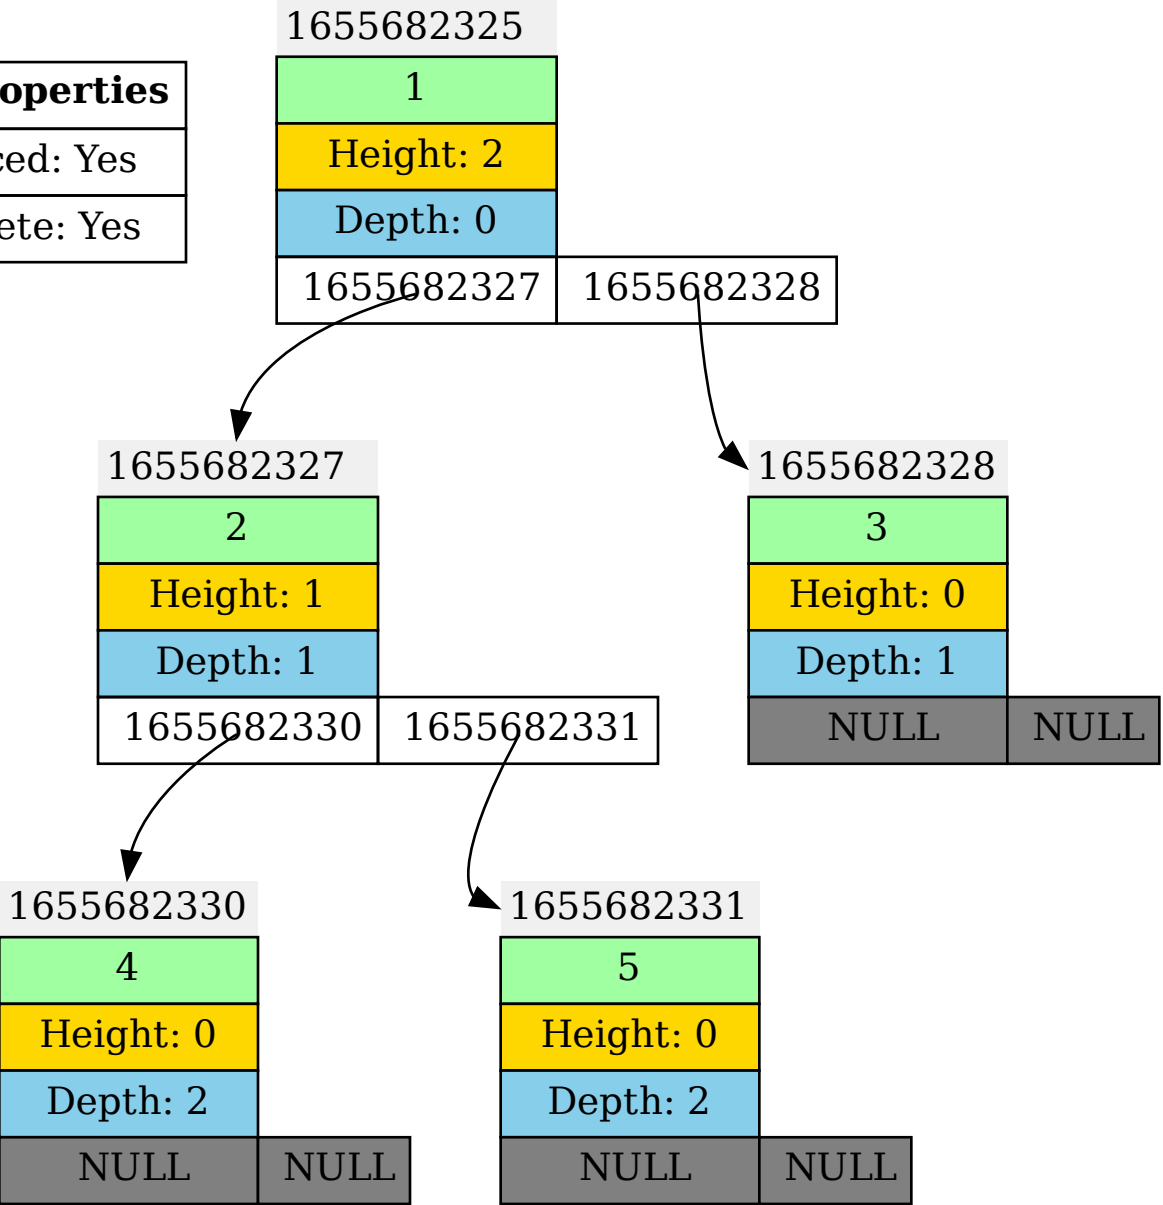 1655682325
1
Height: 2
Depth: 0
1655682327 1655682328
operties
ced: Yes
ete: Yes
1655682327
2
Height: 1
Depth: 1
1655682330 1655682331
1655682328
3
Height: 0
Depth: 1
NULL NULL
1655682330
4
Height: 0
Depth: 2
NULL NULL
1655682331
5
Height: 0
Depth: 2
NULL NULL